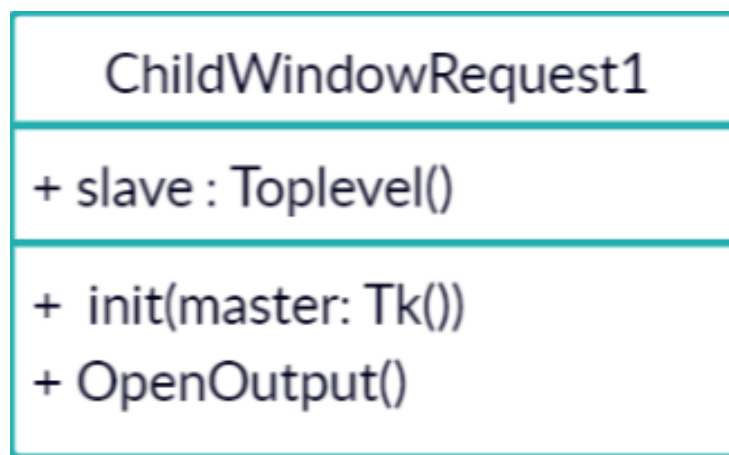 ChildWindowRequest1
+ slave : Toplevel()
+ init(master: Tk())
+ OpenOutput()